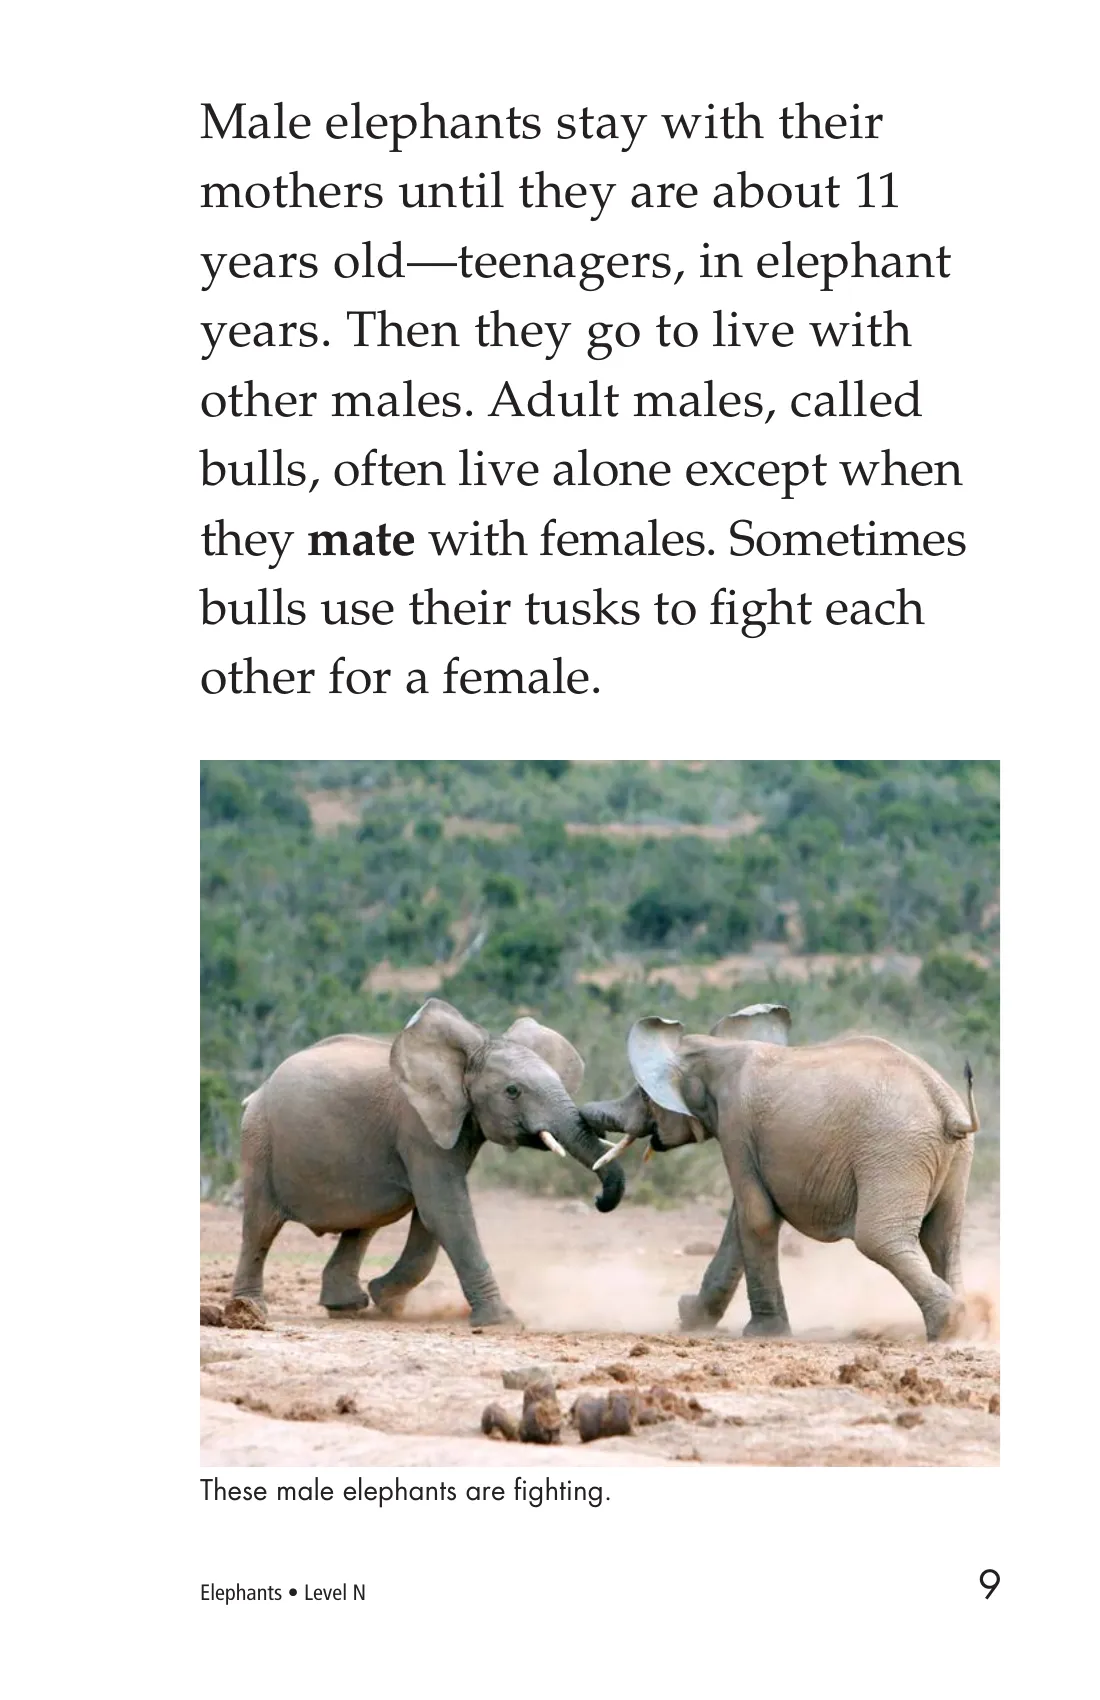 Male elephants stay with their
mothers until they are about 11
years old—teenagers, in elephant
years. Then they go to live with
other males. Adult males, called
bulls, often live alone except when
they mate with females. Sometimes
bulls use their tusks to fight each
other for a female.
These male elephants are fighting.
Elephants • Level N
9